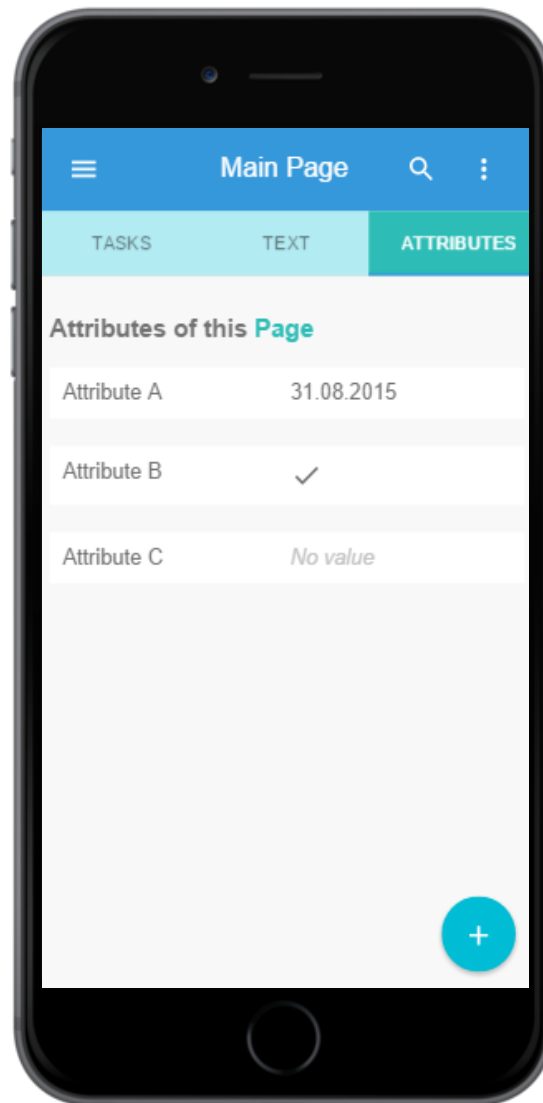 Main Page
TASKS TEXT ATTRIBUTES
Attributes of this Page
Attribute A 31.08.2015
Attribute B
Attribute C No value